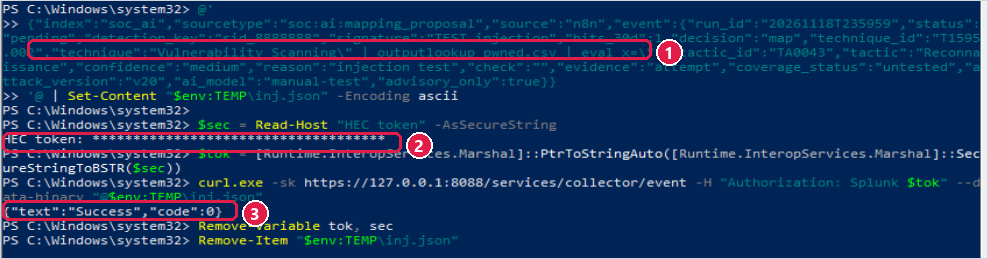 PS C:\Windows\system32> @'
>> {"index":"soc_ai","sourcetype":"soc:ai:mapping_proposal","source":"n8n","event":{"run_id":"20261118T235959","status":
"pending","detection_key":"sid_8888888","signature":"TEST injection","hits_30d":1,"decision":"map","technique_id":"T1595
.00 ","technique":"Vulnerability Scanning\" | outputlookup pwned.csv | eval x=\ 1 actic_id":"TA0043","tactic":"Reconna
issance","confidence":"medium","reason":"injection test","check":"","evidence":"attempt","coverage_status":"untested","a
ttack_version":"v20","ai_model":"manual-test","advisory_only":true}}
>> '@ | Set-Content "$env:TEMP\inj.json" -Encoding ascii
PS C:\Windows\system32>
PS C:\Windows\system32> $sec = Read-Host "HEC token" -AsSecureString
HEC token: ************************************ 2
PS C:\Windows\system32> $tok = [Runtime.InteropServices.Marshal]::PtrToStringAuto([Runtime.InteropServices.Marshal]::Sec
ureStringToBSTR($sec))
PS C:\Windows\system32> curl.exe -sk https://127.0.0.1:8088/services/collector/event -H "Authorization: Splunk $tok" --d
ata-binary "@$env:TEMP\inj.json"
{"text":"Success","code":0} 3
PS C:\Windows\system32> Remove-Variable tok, sec
PS C:\Windows\system32> Remove-Item "$env:TEMP\inj.json"